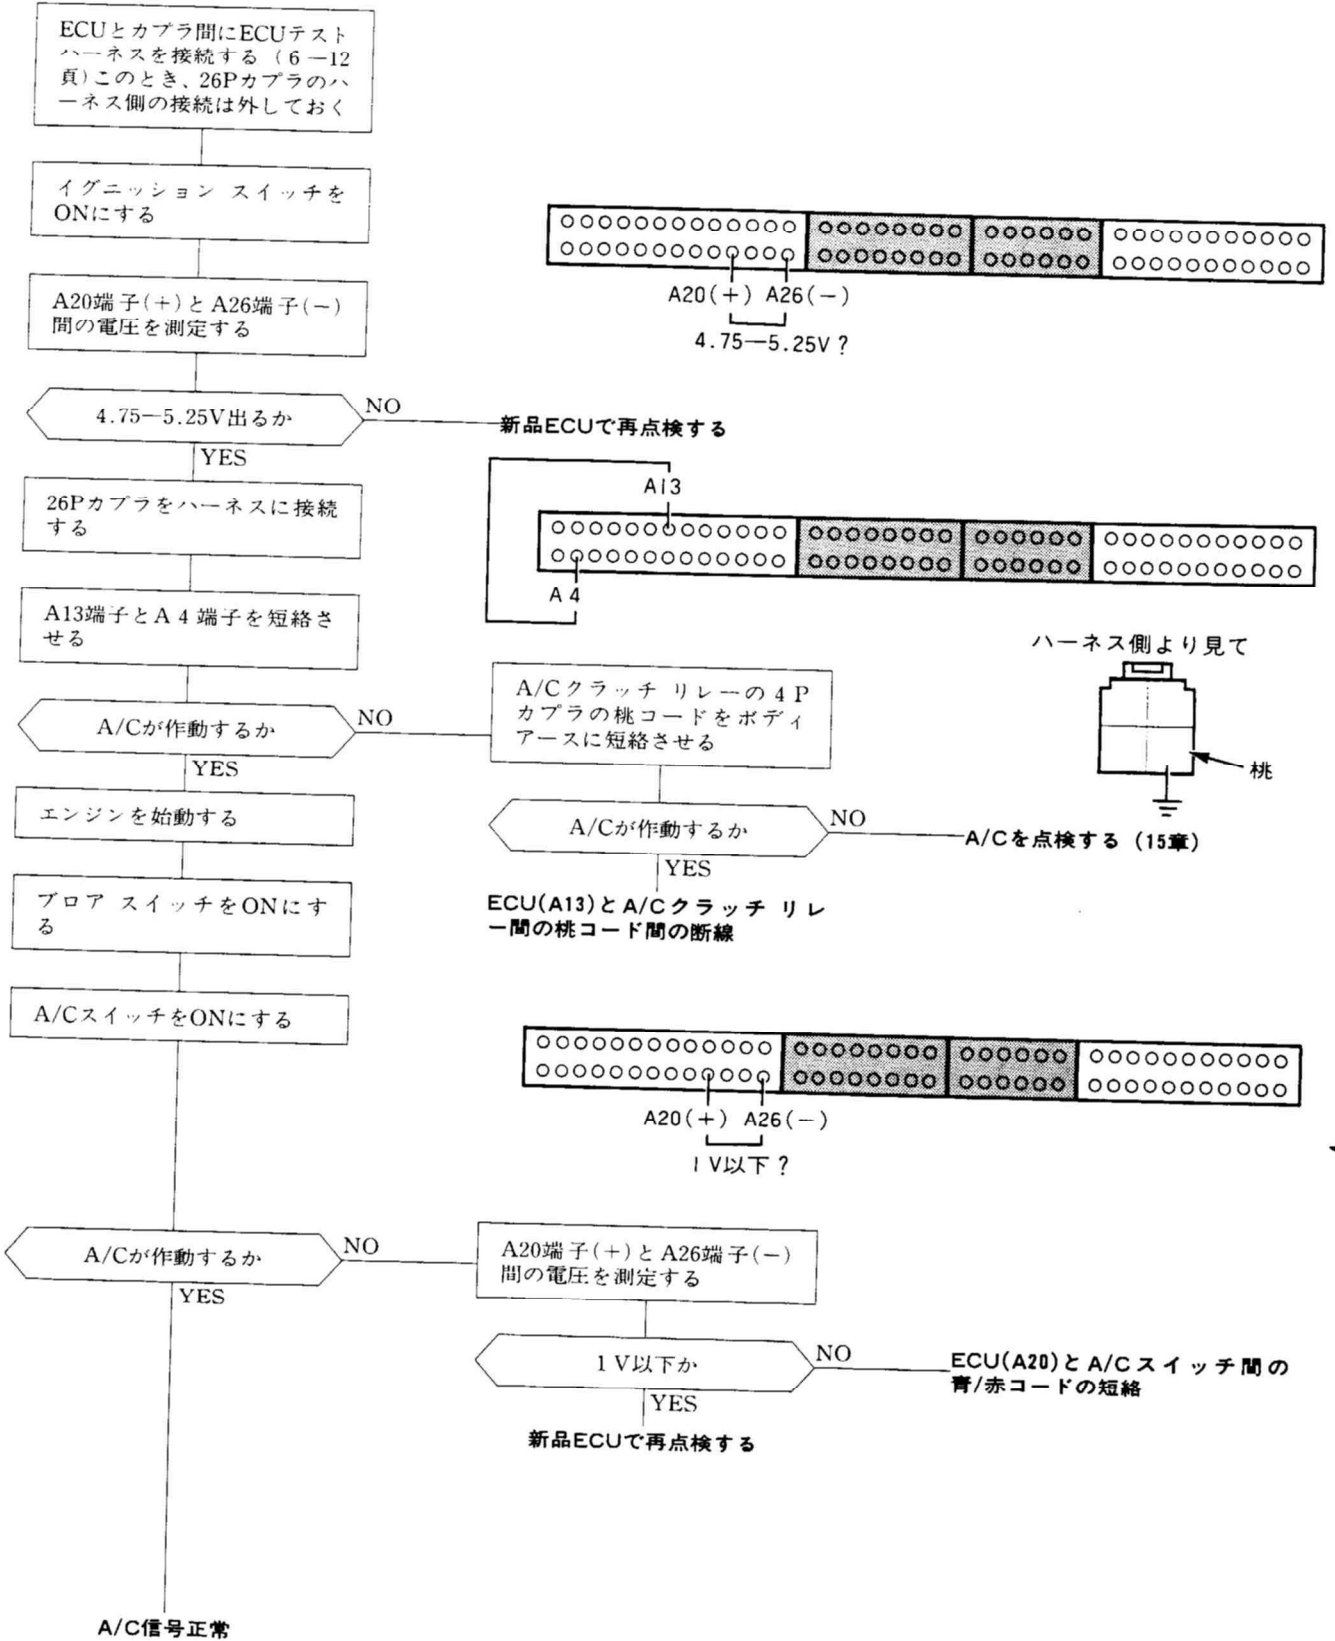 ECUとカプラ間にECUテスト
ハーネスを接続する（6－12
頁）このとき、26Pカプラのハ
ーネス側の接続は外しておく
イグニッション スイッチを
ONにする
A20端子(＋)とA26端子(－)
間の電圧を測定する
A20(＋) A26(－)
4.75－5.25V？
4.75－5.25V出るか
NO
新品ECUで再点検する
YES
26Pカプラをハーネスに接続
する
A13
A4
A13端子とA4端子を短絡さ
せる
ハーネス側より見て
桃
A/Cが作動するか
NO
A/Cクラッチ リレーの4P
カプラの桃コードをボディ
アースに短絡させる
YES
エンジンを始動する
A/Cが作動するか
NO
A/Cを点検する（15章）
YES
ECU(A13)とA/Cクラッチ リレ
ー間の桃コード間の断線
ブロア スイッチをONにす
る
A/CスイッチをONにする
A20(＋) A26(－)
1V以下？
A/Cが作動するか
NO
A20端子(＋)とA26端子(－)
間の電圧を測定する
YES
1V以下か
NO
ECU(A20)とA/Cスイッチ間の
青/赤コードの短絡
YES
新品ECUで再点検する
A/C信号正常